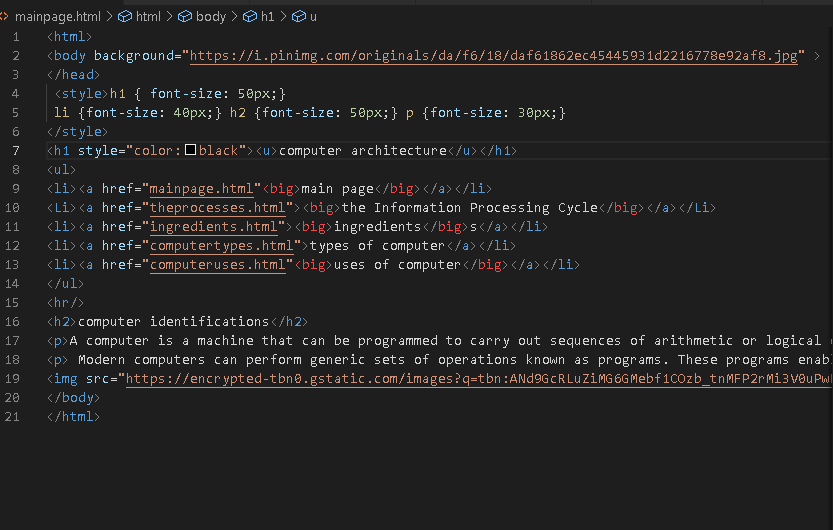 mainpage.html > html > body > h1 > u
1 <html>
2 <body background="https://i.pinimg.com/originals/da/f6/18/daf61862ec45445931d2216778e92af8.jpg" >
3 </head>
4 <style>h1 { font-size: 50px;}
5 li {font-size: 40px;} h2 {font-size: 50px;} p {font-size: 30px;}
6 </style>
7 <h1 style="color:black"><u>computer architecture</u></h1>
8 <ul>
9 <li><a href="mainpage.html"<big>main page</big></a></li>
10 <Li><a href="theprocesses.html"><big>the Information Processing Cycle</big></a></Li>
11 <li><a href="ingredients.html"><big>ingredients</big>s</a></li>
12 <li><a href="computertypes.html">types of computer</a></li>
13 <li><a href="computeruses.html"<big>uses of computer</big></a></li>
14 </ul>
15 <hr/>
16 <h2>computer identifications</h2>
17 <p>A computer is a machine that can be programmed to carry out sequences of arithmetic or logical
18 <p> Modern computers can perform generic sets of operations known as programs. These programs enab
19 <img src="https://encrypted-tbn0.gstatic.com/images?q=tbn:ANd9GcRLuZiMG6GMebf1COzb_tnMFP2rMi3V0uPw
20 </body>
21 </html>